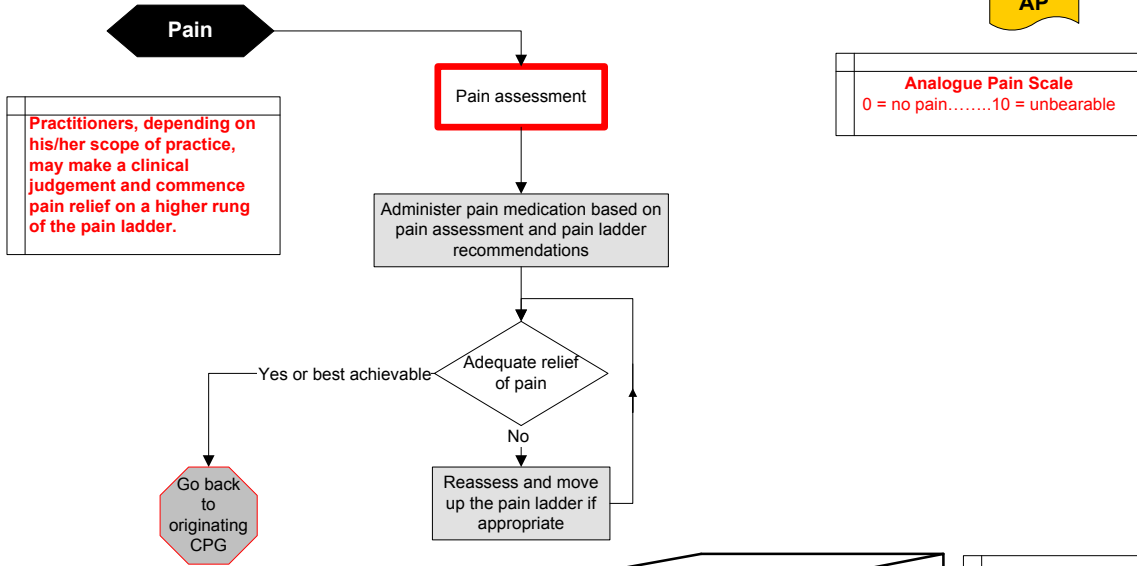 AP
Pain
Pain assessment
Analogue Pain Scale
0 = no pain……..10 = unbearable
Practitioners, depending on
his/her scope of practice,
may make a clinical
judgement and commence
pain relief on a higher rung
of the pain ladder.
Administer pain medication based on
pain assessment and pain ladder
recommendations
Adequate relief
of pain
Yes or best achievable
No
Go back
to
originating
CPG
Reassess and move
up the pain ladder if
appropriate